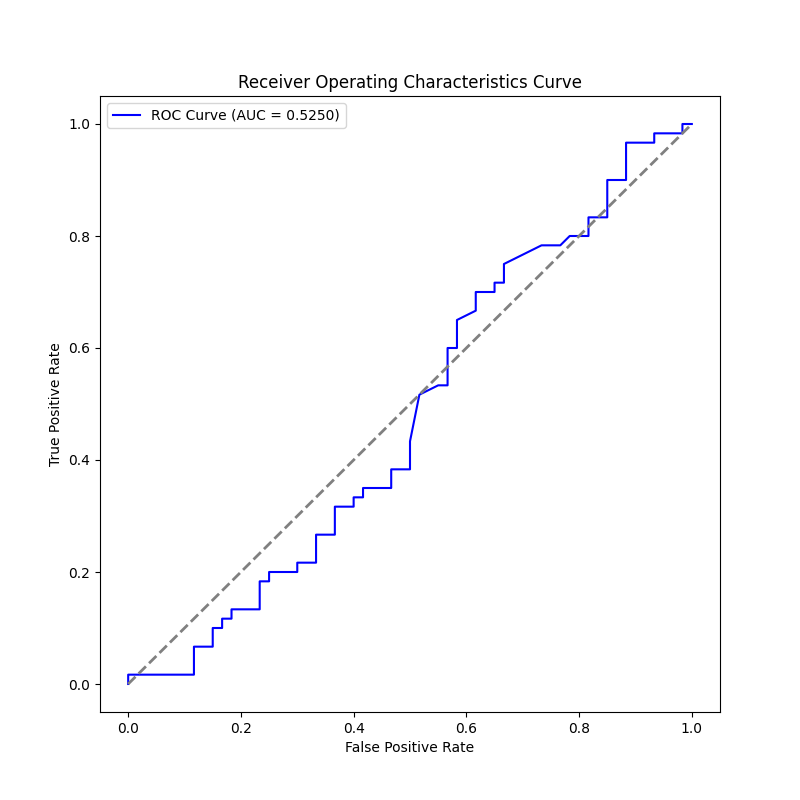 Receiver Operating Characteristics Curve
ROC Curve (AUC = 0.5250)
1.0
0.8
0.6
0.4
0.2
0.0
True Positive Rate
0.0 0.2 0.4 0.6 0.8 1.0
False Positive Rate